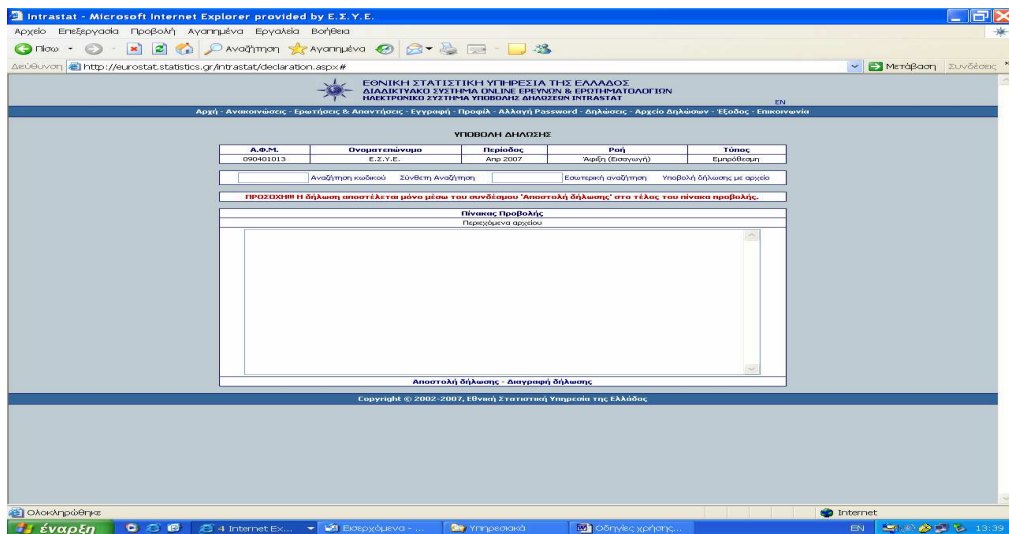 Intrastat - Microsoft Internet Explorer provided by Ε.Σ.Υ.Ε.
Αρχείο Επεξεργασία Προβολή Αγαπημένα Εργαλεία Βοήθεια
Πίσω Αναζήτηση Αγαπημένα
Διεύθυνση http://eurostat.statistics.gr/intrastat/declaration.aspx# Μετάβαση Συνδέσεις »
ΕΘΝΙΚΗ ΣΤΑΤΙΣΤΙΚΗ ΥΠΗΡΕΣΙΑ ΤΗΣ ΕΛΛΑΔΟΣ
ΔΙΑΔΙΚΤΥΑΚΟ ΣΥΣΤΗΜΑ ONLINE ΕΡΕΥΝΩΝ & ΕΡΩΤΗΜΑΤΟΛΟΓΙΩΝ
ΗΛΕΚΤΡΟΝΙΚΟ ΣΥΣΤΗΜΑ ΥΠΟΒΟΛΗΣ ΔΗΛΩΣΕΩΝ INTRASTAT
EN
Αρχή - Ανακοινώσεις - Ερωτήσεις & Απαντήσεις - Εγγραφή - Προφίλ - Αλλαγή Password - Δηλώσεις - Αρχείο Δηλώσεων - Έξοδος - Επικοινωνία
ΥΠΟΒΟΛΗ ΔΗΛΩΣΗΣ
Α.Φ.Μ. Ονοματεπώνυμο Περίοδος Ροή Τύπος
090401013 Ε.Σ.Υ.Ε. Απρ 2007 Άφιξη (Εισαγωγή) Εμπρόθεσμη
Αναζήτηση κωδικού Σύνθετη Αναζήτηση Εσωτερική αναζήτηση Υποβολή δήλωσης με αρχείο
ΠΡΟΣΟΧΗ!!! Η δήλωση αποστέλεται μόνο μέσω του συνδέσμου 'Αποστολή δήλωσης' στο τέλος του πίνακα προβολής.
Πίνακας Προβολής
Περιεχόμενα αρχείου
Αποστολή δήλωσης - Διαγραφή δήλωσης
Copyright © 2002-2007, Εθνική Στατιστική Υπηρεσία της Ελλάδος
Ολοκληρώθηκε Internet
έναρξη 4 Internet Ex... Εισερχόμενα - ... Υπηρεσιακά Οδηγίες χρήσης... EN 13:39